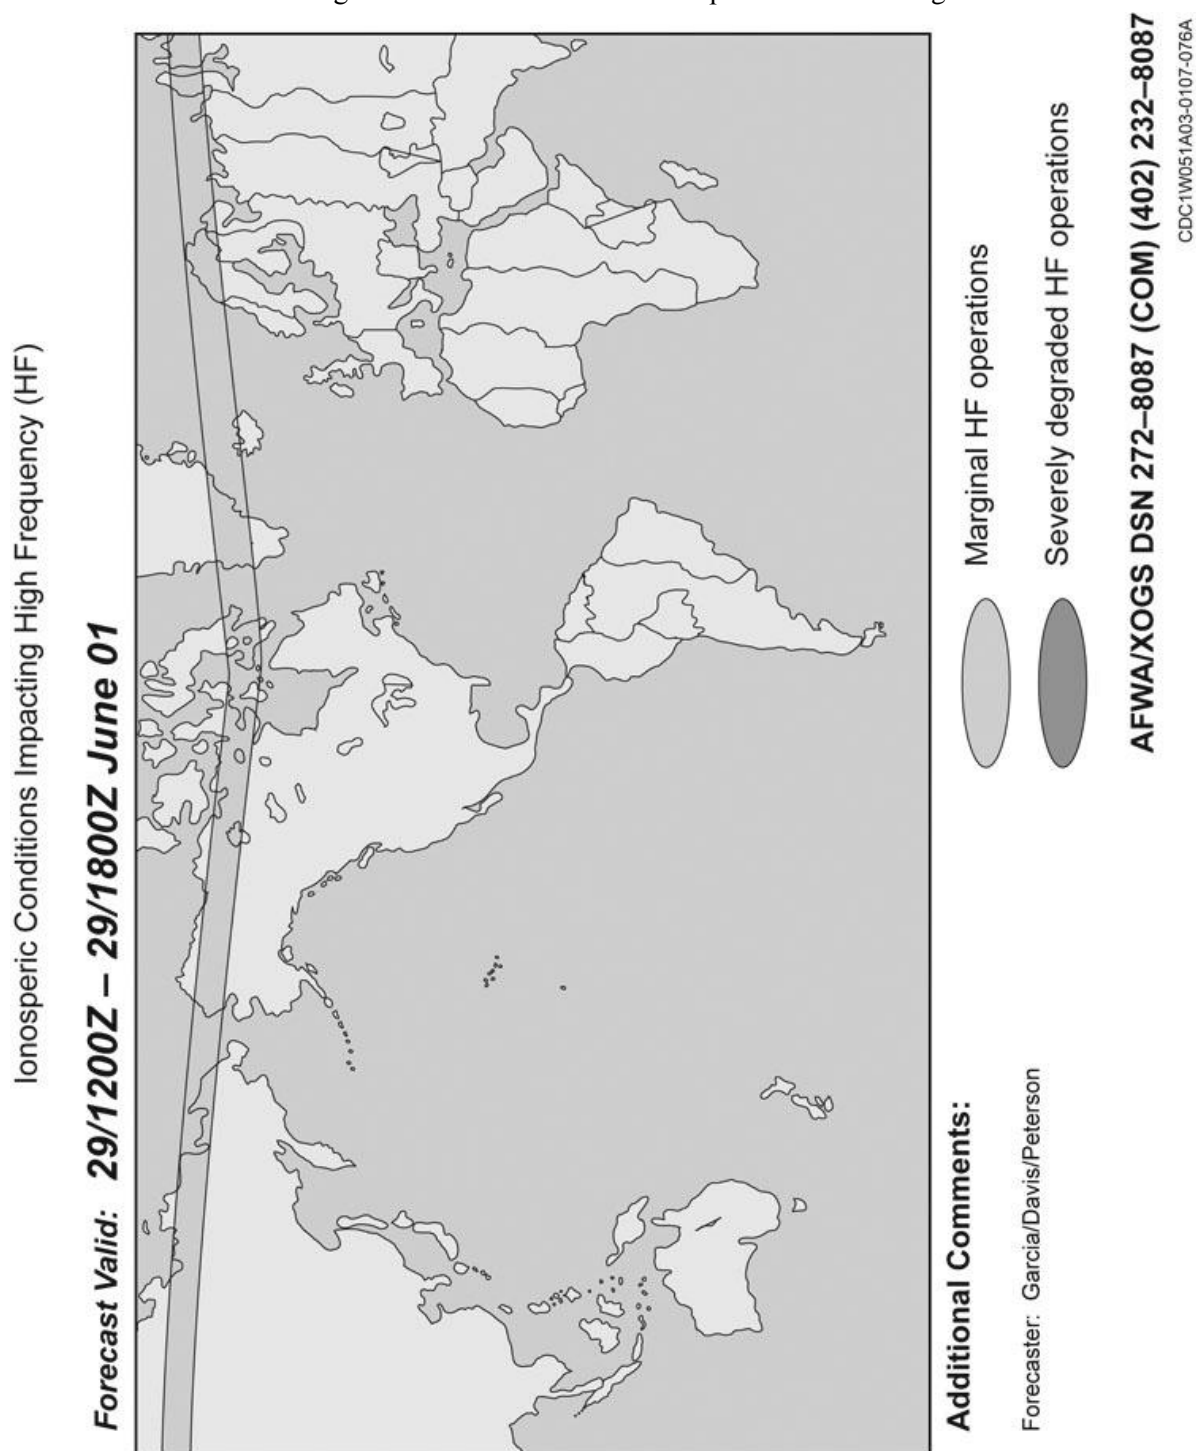 Ionosperic Conditions Impacting High Frequency (HF)
Forecast Valid: 29/1200Z – 29/1800Z June 01
Additional Comments:
Marginal HF operations
Forecaster: Garcia/Davis/Peterson
Severely degraded HF operations
AFWA/XOGS DSN 272–8087 (COM) (402) 232–8087
CDC1W051A03-0107-076A